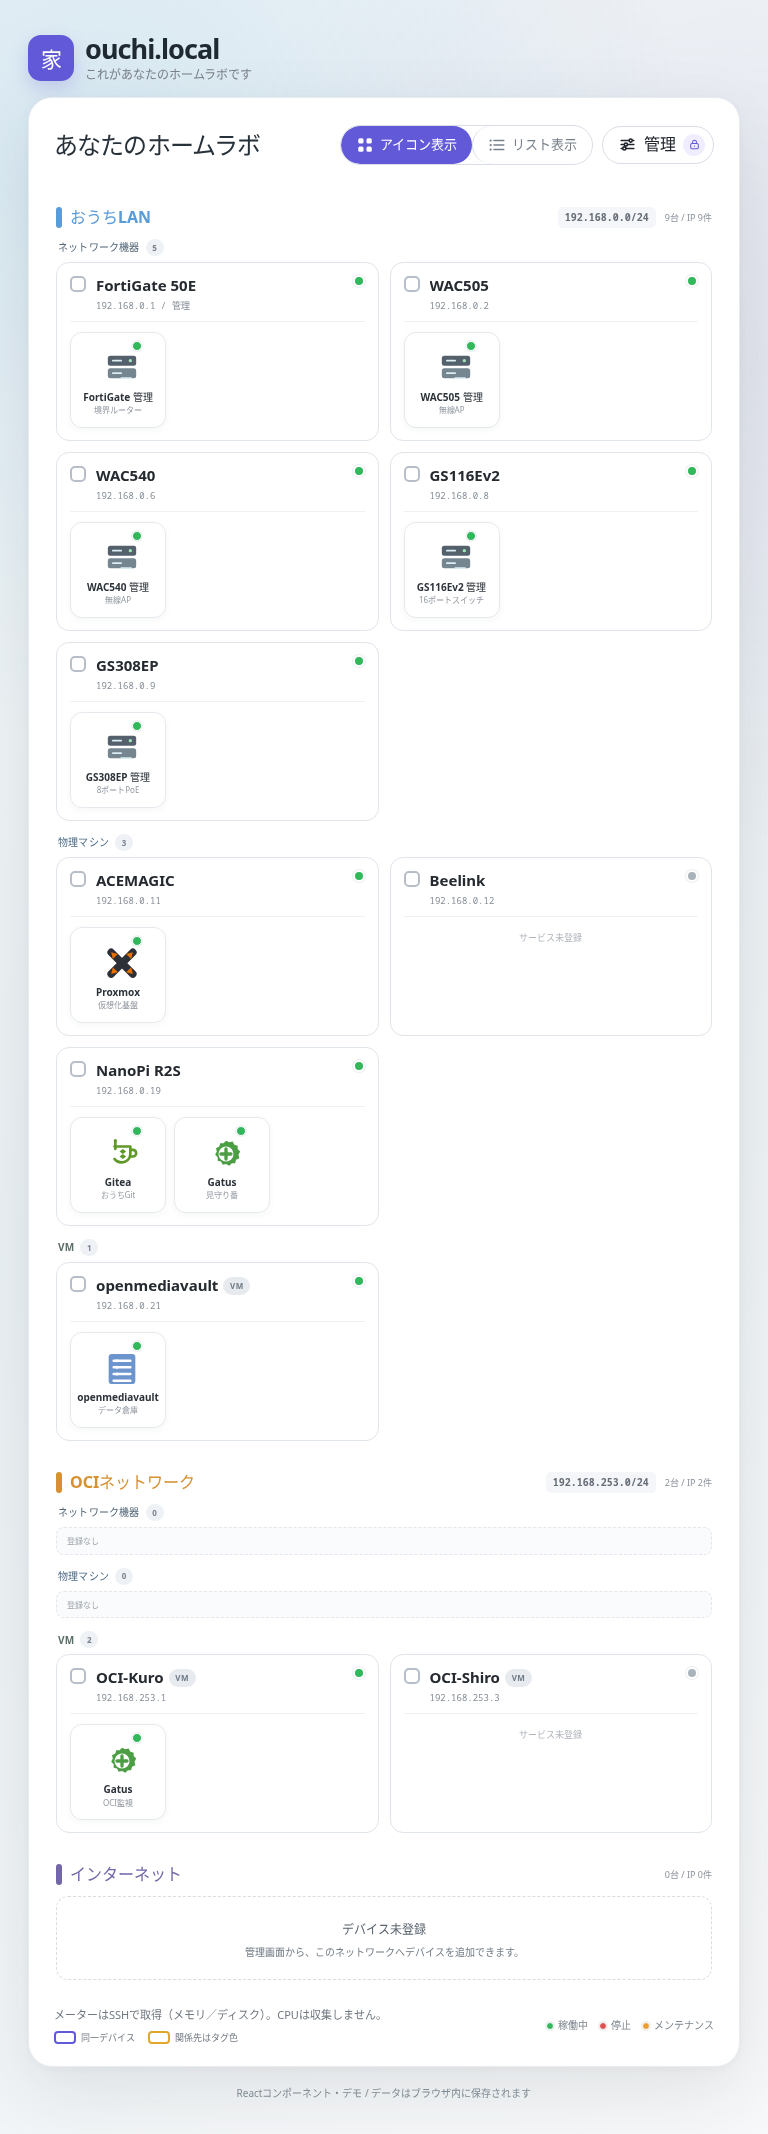 家
ouchi.local
これがあなたのホームラボです
あなたのホームラボ
アイコン表示
リスト表示
管理
おうちLAN
192.168.0.0/24
9台 / IP 9件
ネットワーク機器 5
FortiGate 50E
192.168.0.1 / 管理
FortiGate 管理
境界ルーター
WAC505
192.168.0.2
WAC505 管理
無線AP
WAC540
192.168.0.6
WAC540 管理
無線AP
GS116Ev2
192.168.0.8
GS116Ev2 管理
16ポートスイッチ
GS308EP
192.168.0.9
GS308EP 管理
8ポートPoE
物理マシン 3
ACEMAGIC
192.168.0.11
Proxmox
仮想化基盤
Beelink
192.168.0.12
サービス未登録
NanoPi R2S
192.168.0.19
Gitea
おうちGit
Gatus
見守り番
VM 1
openmediavault VM
192.168.0.21
openmediavault
データ倉庫
OCIネットワーク
192.168.253.0/24
2台 / IP 2件
ネットワーク機器 0
登録なし
物理マシン 0
登録なし
VM 2
OCI-Kuro VM
192.168.253.1
Gatus
OCI監視
OCI-Shiro VM
192.168.253.3
サービス未登録
インターネット
0台 / IP 0件
デバイス未登録
管理画面から、このネットワークへデバイスを追加できます。
メーターはSSHで取得（メモリ／ディスク）。CPUは収集しません。
同一デバイス
関係先はタグ色
稼働中
停止
メンテナンス
Reactコンポーネント・デモ / データはブラウザ内に保存されます